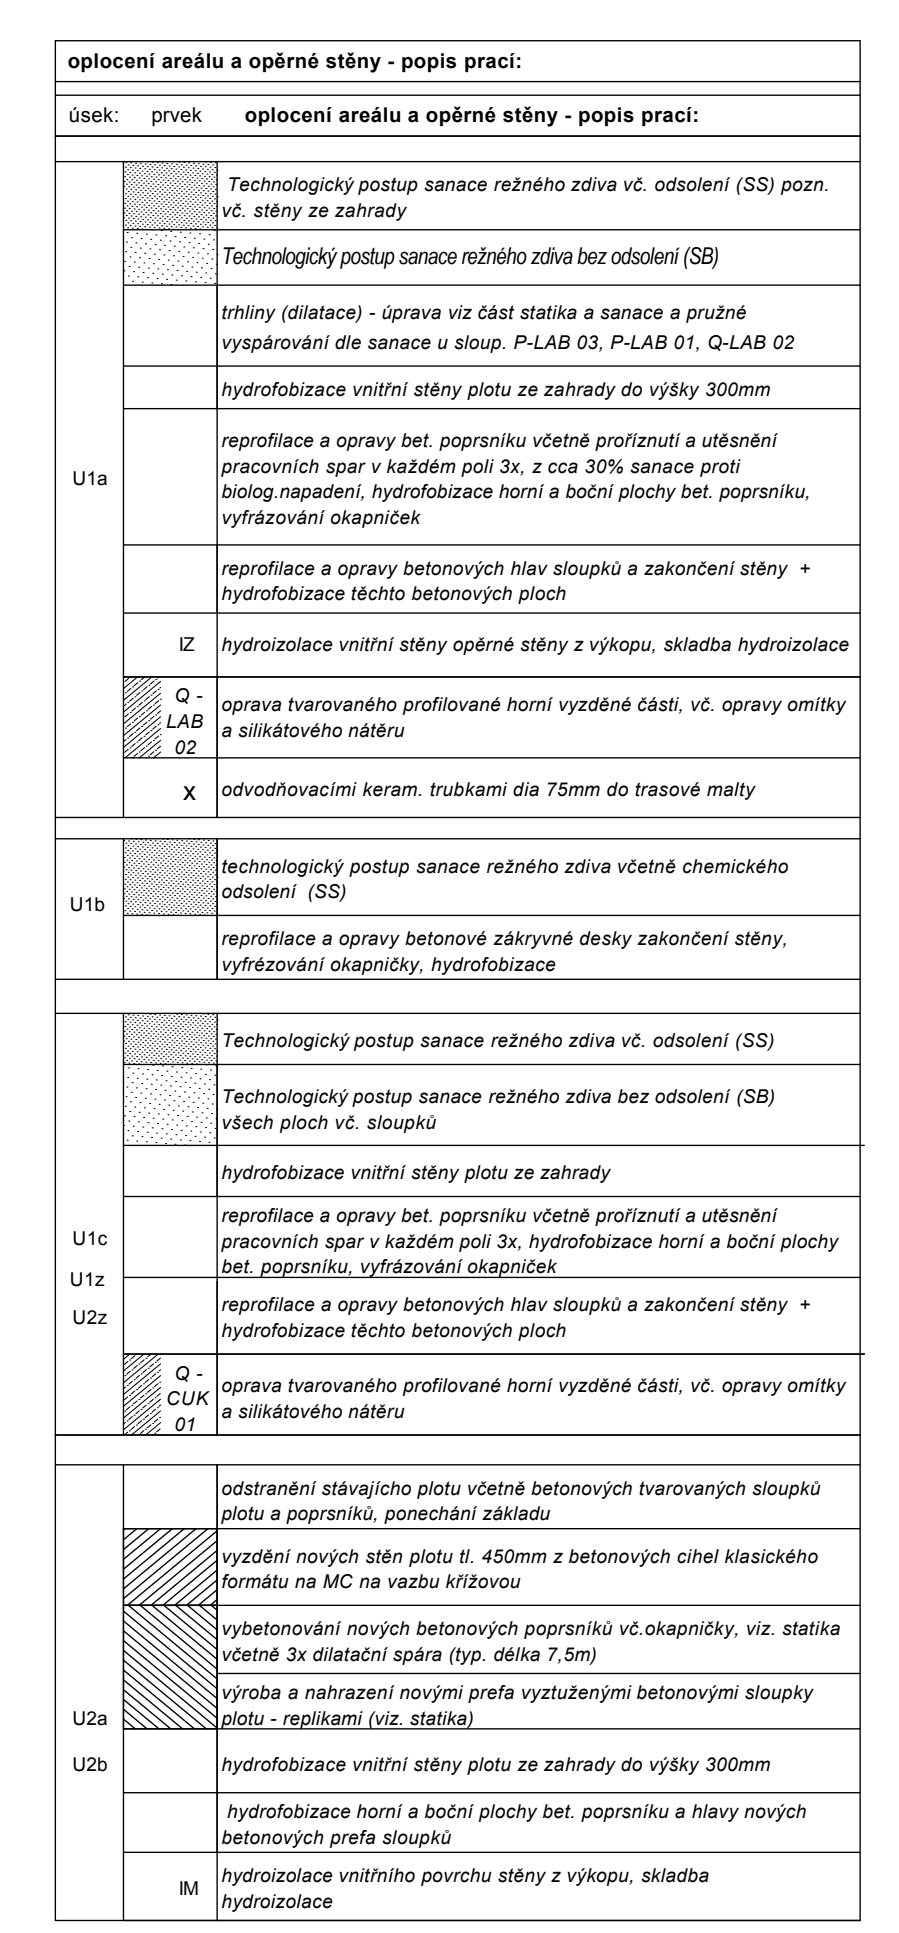 oplocení areálu a opěrné stěny - popis prací:
úsek: prvek oplocení areálu a opěrné stěny - popis prací:
Technologický postup sanace režného zdiva vč. odsolení (SS) pozn.
vč. stěny ze zahrady
Technologický postup sanace režného zdiva bez odsolení (SB)
trhliny (dilatace) - úprava viz část statika a sanace a pružné
vyspárování dle sanace u sloup. P-LAB 03, P-LAB 01, Q-LAB 02
hydrofobizace vnitřní stěny plotu ze zahrady do výšky 300mm
U1a
reprofilace a opravy bet. poprsníku včetně proříznutí a utěsnění
pracovních spar v každém poli 3x, z cca 30% sanace proti
biolog.napadení, hydrofobizace horní a boční plochy bet. poprsníku,
vyfrázování okapniček
reprofilace a opravy betonových hlav sloupků a zakončení stěny +
hydrofobizace těchto betonových ploch
IZ hydroizolace vnitřní stěny opěrné stěny z výkopu, skladba hydroizolace
Q -
LAB
02
oprava tvarovaného profilované horní vyzděné části, vč. opravy omítky
a silikátového nátěru
x odvodňovacími keram. trubkami dia 75mm do trasové malty
U1b
technologický postup sanace režného zdiva včetně chemického
odsolení (SS)
reprofilace a opravy betonové zákryvné desky zakončení stěny,
vyfrézování okapničky, hydrofobizace
Technologický postup sanace režného zdiva vč. odsolení (SS)
Technologický postup sanace režného zdiva bez odsolení (SB)
všech ploch vč. sloupků
hydrofobizace vnitřní stěny plotu ze zahrady
U1c
U1z
U2z
reprofilace a opravy bet. poprsníku včetně proříznutí a utěsnění
pracovních spar v každém poli 3x, hydrofobizace horní a boční plochy
bet. poprsníku, vyfrázování okapniček
reprofilace a opravy betonových hlav sloupků a zakončení stěny +
hydrofobizace těchto betonových ploch
Q -
CUK
01
oprava tvarovaného profilované horní vyzděné části, vč. opravy omítky
a silikátového nátěru
odstranění stávajícho plotu včetně betonových tvarovaných sloupků
plotu a poprsníků, ponechání základu
vyzdění nových stěn plotu tl. 450mm z betonových cihel klasického
formátu na MC na vazbu křížovou
vybetonování nových betonových poprsníků vč.okapničky, viz. statika
včetně 3x dilatační spára (typ. délka 7,5m)
U2a
U2b
výroba a nahrazení novými prefa vyztuženými betonovými sloupky
plotu - replikami (viz. statika)
hydrofobizace vnitřní stěny plotu ze zahrady do výšky 300mm
hydrofobizace horní a boční plochy bet. poprsníku a hlavy nových
betonových prefa sloupků
IM
hydroizolace vnitřního povrchu stěny z výkopu, skladba
hydroizolace